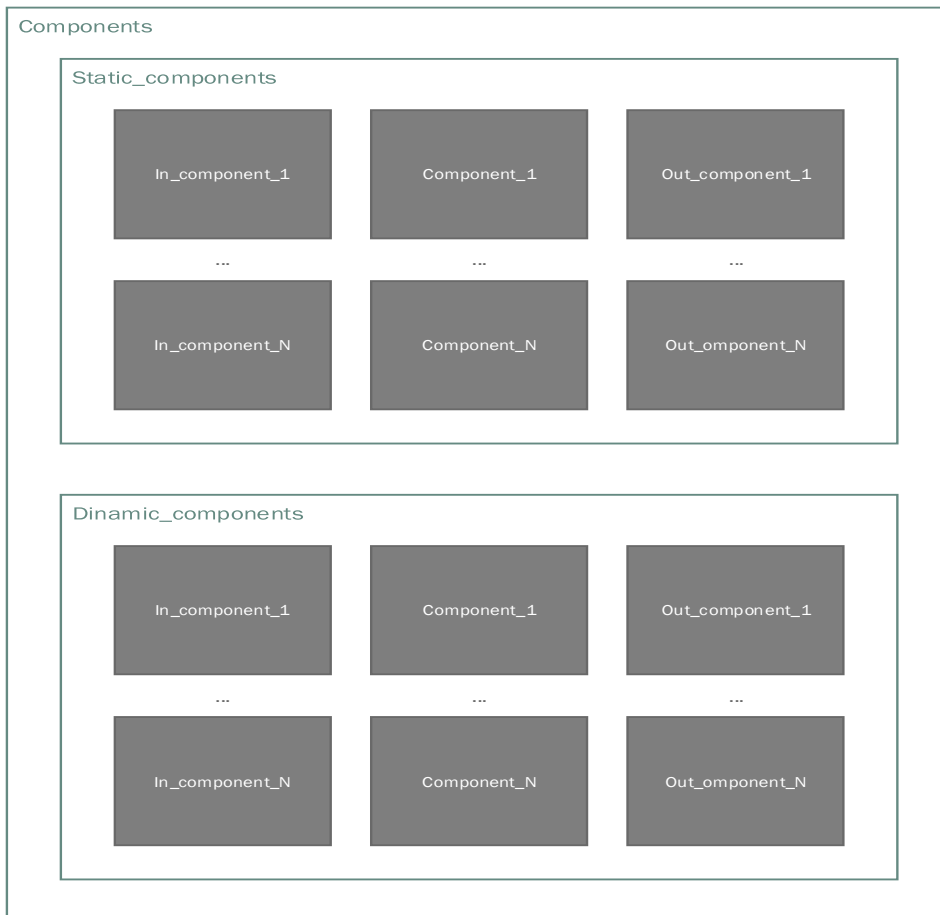 Components
Static_components
In_component_1 Component_1 Out_component_1
... ... ...
In_component_N Component_N Out_omponent_N
Dinamic_components
In_component_1 Component_1 Out_component_1
... ... ...
In_component_N Component_N Out_omponent_N